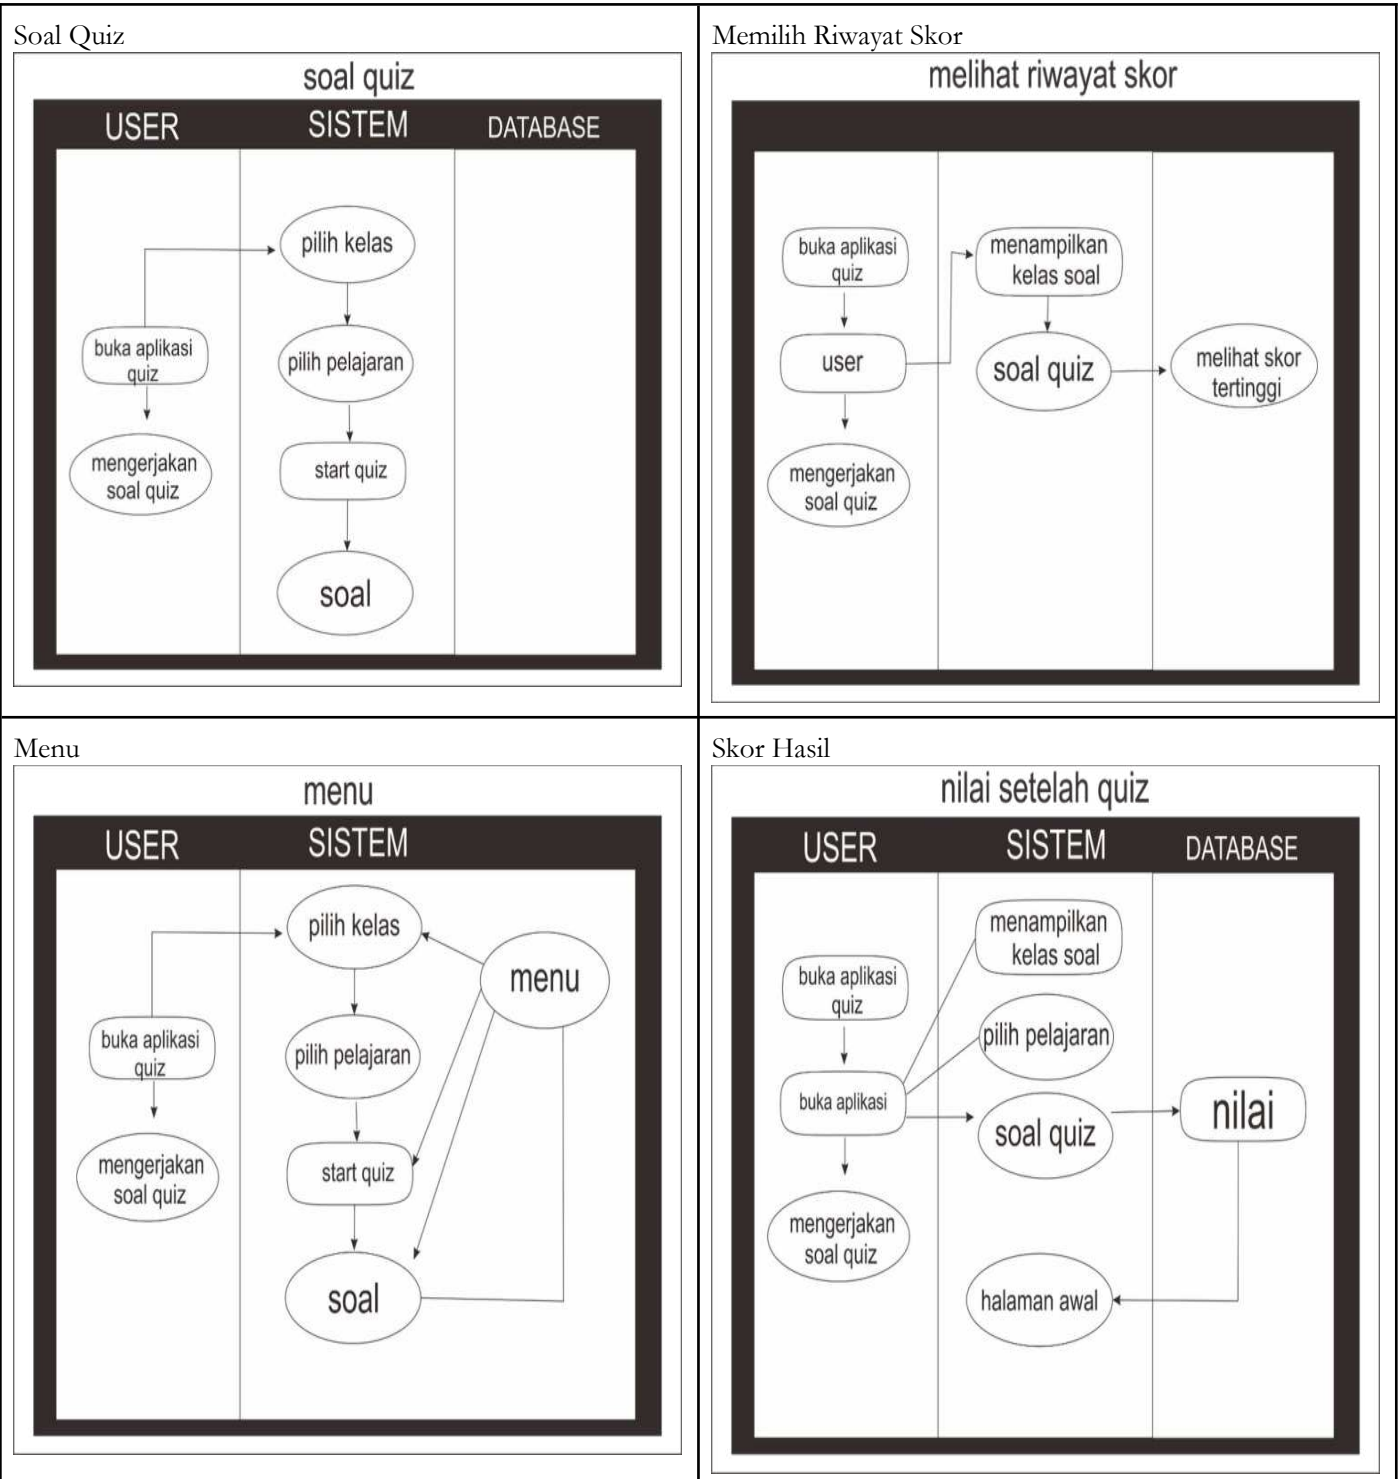 Soal Quiz
soal quiz
USER
SISTEM
DATABASE
pilih kelas
buka aplikasi
quiz
pilih pelajaran
mengerjakan
soal quiz
start quiz
soal
Memilih Riwayat Skor
melihat riwayat skor
buka aplikasi
quiz
menampilkan
kelas soal
user
soal quiz
melihat skor
tertinggi
mengerjakan
soal quiz
Menu
menu
USER
SISTEM
pilih kelas
menu
buka aplikasi
quiz
pilih pelajaran
mengerjakan
soal quiz
start quiz
soal
Skor Hasil
nilai setelah quiz
USER
SISTEM
DATABASE
menampilkan
kelas soal
buka aplikasi
quiz
pilih pelajaran
buka aplikasi
soal quiz
nilai
mengerjakan
soal quiz
halaman awal